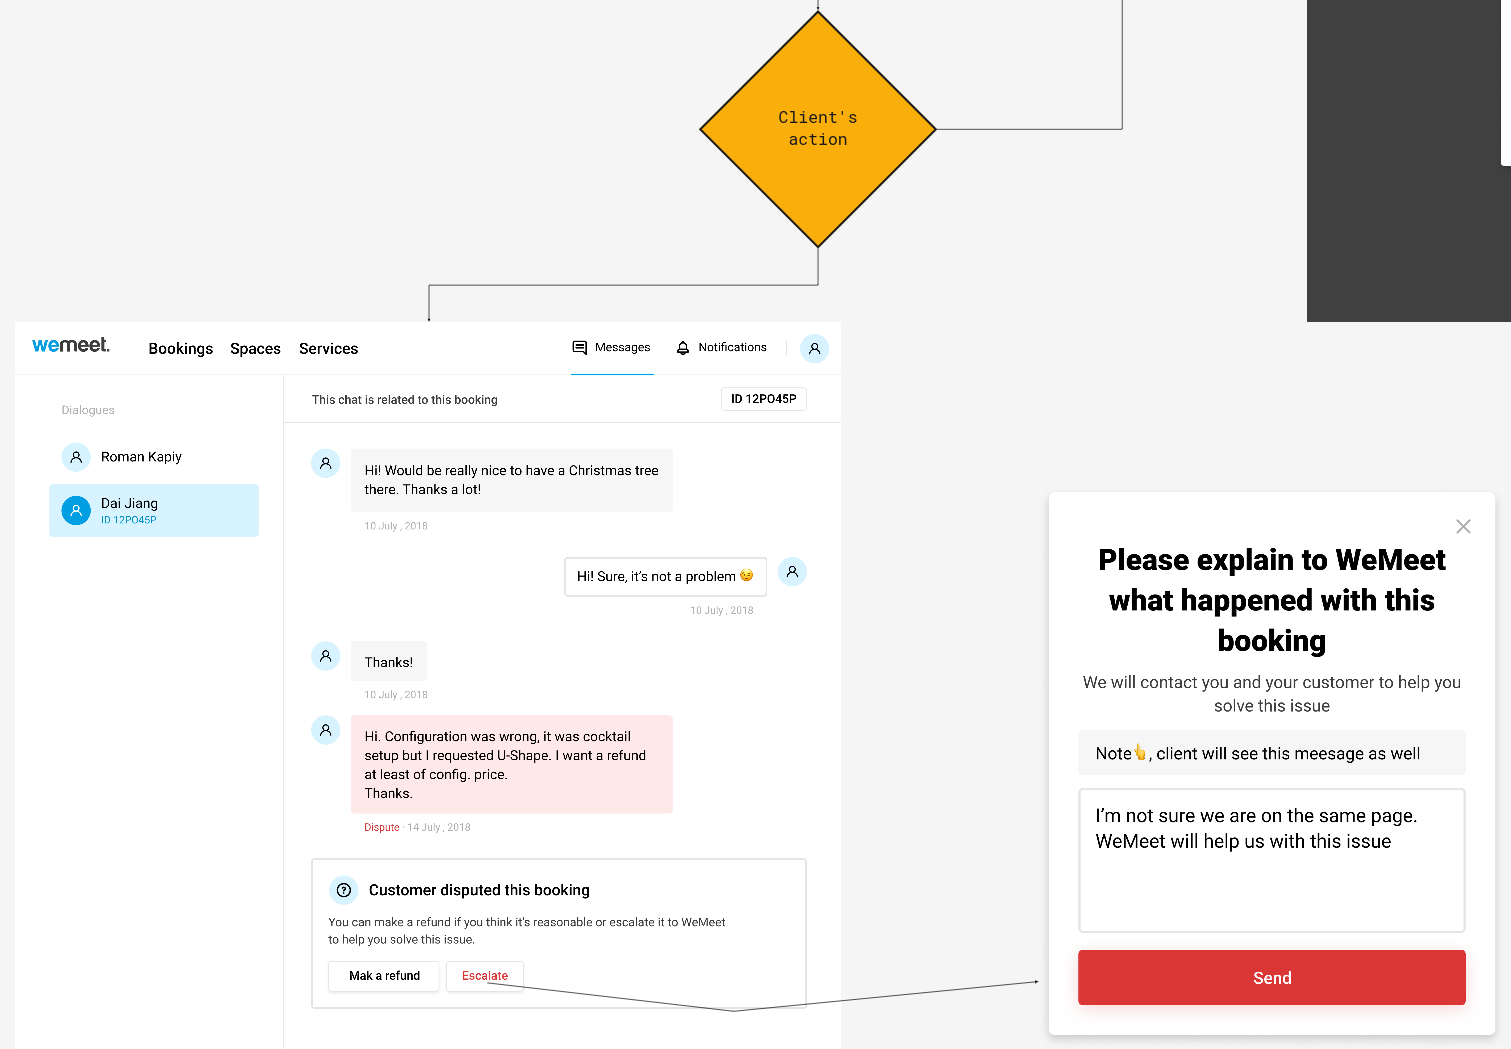 Client's
action
wemeet.
Bookings Spaces Services
Messages
Notifications
Dialogues
Roman Kapiy
Dai Jiang
ID 12PO45P
This chat is related to this booking
ID 12PO45P
Hi! Would be really nice to have a Christmas tree
there. Thanks a lot!
10 July , 2018
Hi! Sure, it's not a problem 😉
10 July , 2018
Thanks!
10 July , 2018
Hi. Configuration was wrong, it was cocktail
setup but I requested U-Shape. I want a refund
at least of config. price.
Thanks.
Dispute · 14 July , 2018
Customer disputed this booking
You can make a refund if you think it's reasonable or escalate it to WeMeet
to help you solve this issue.
Mak a refund
Escalate
Please explain to WeMeet
what happened with this
booking
We will contact you and your customer to help you
solve this issue
Note👆, client will see this meesage as well
I'm not sure we are on the same page.
WeMeet will help us with this issue
Send